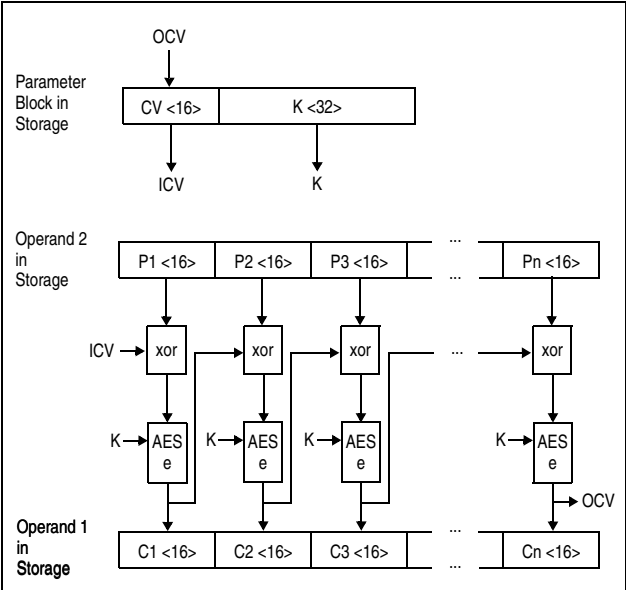 OCV
Parameter
Block in
Storage
CV <16>
K <32>
ICV
K
Operand 2
in
Storage
P1 <16>
P2 <16>
P3 <16>
...
...
Pn <16>
ICV
xor
xor
xor
...
xor
K
AES
e
K
AES
e
K
AES
e
K
AES
e
OCV
Operand 1
in
Storage
C1 <16>
C2 <16>
C3 <16>
...
...
Cn <16>